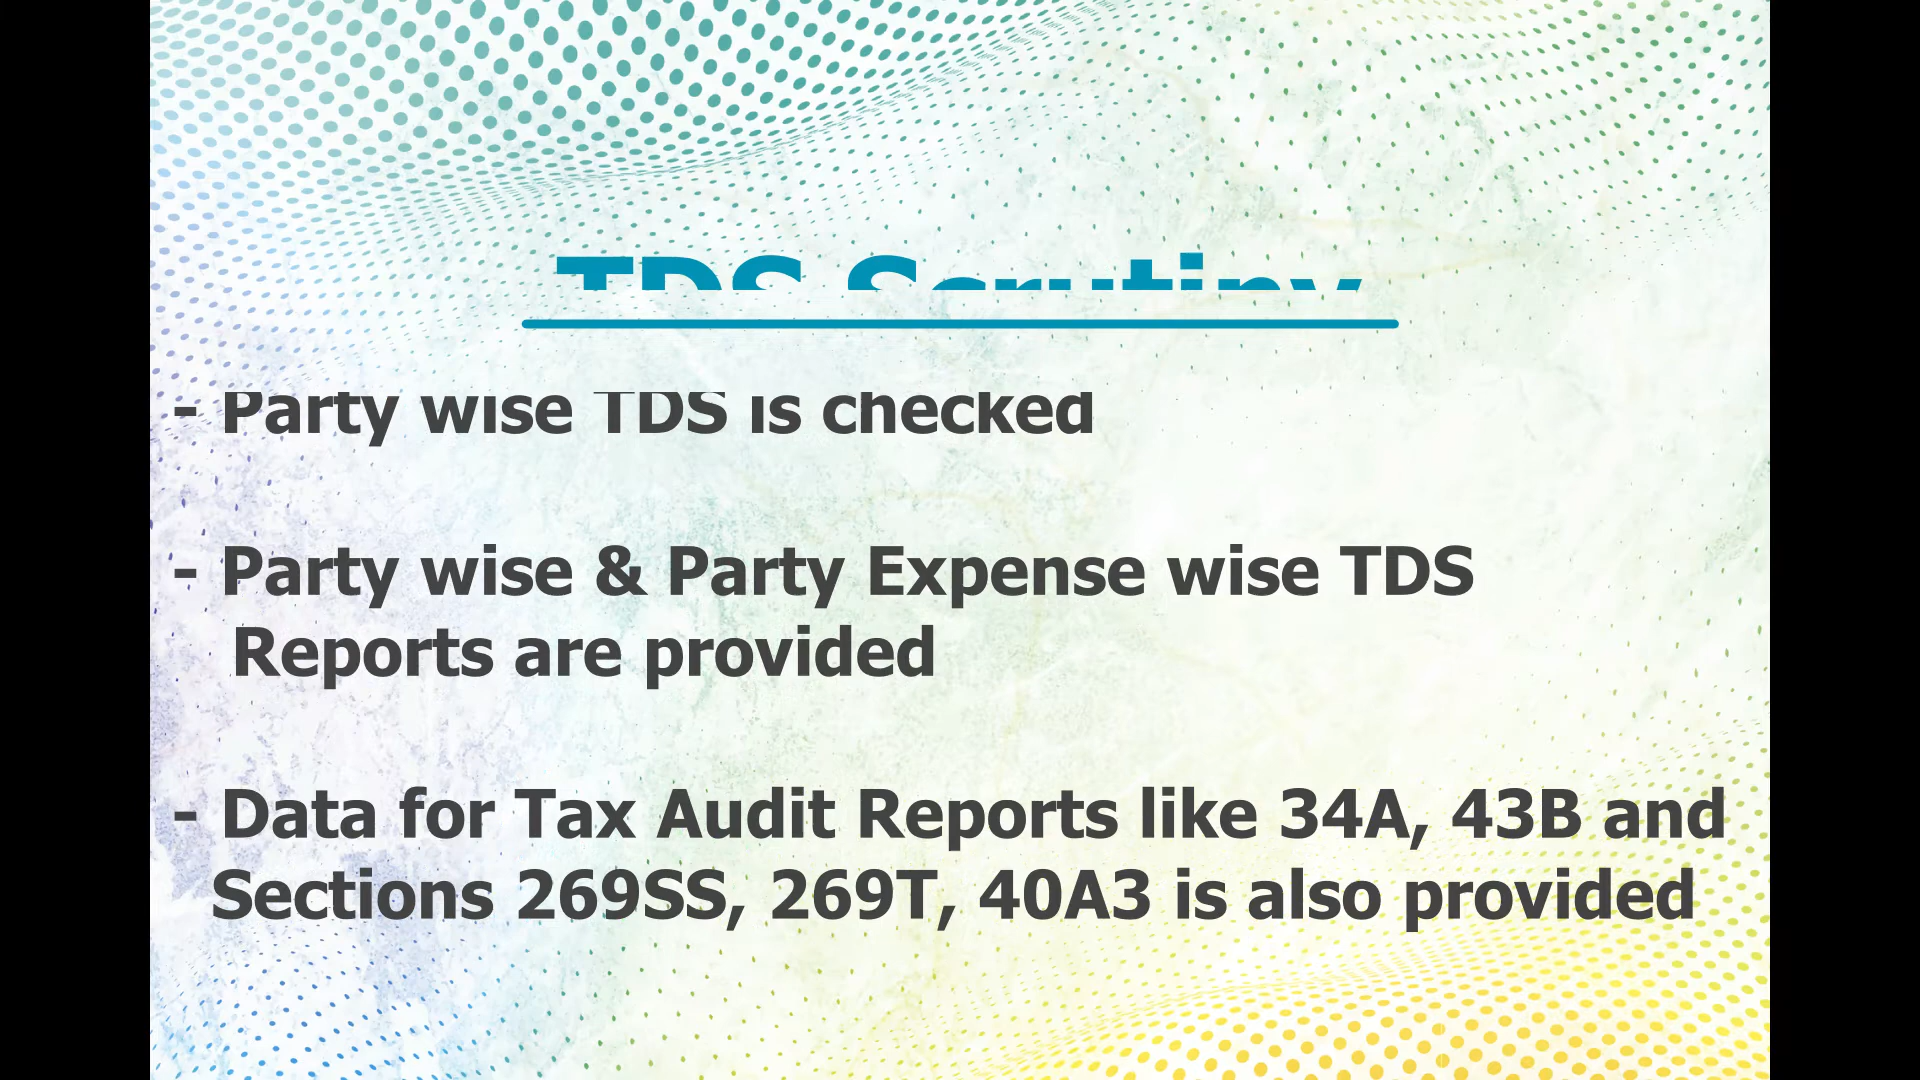 TDS Scrutiny
- Party wise TDS is checked
- Party wise & Party Expense wise TDS
Reports are provided
- Data for Tax Audit Reports like 34A, 43B and
Sections 269SS, 269T, 40A3 is also provided